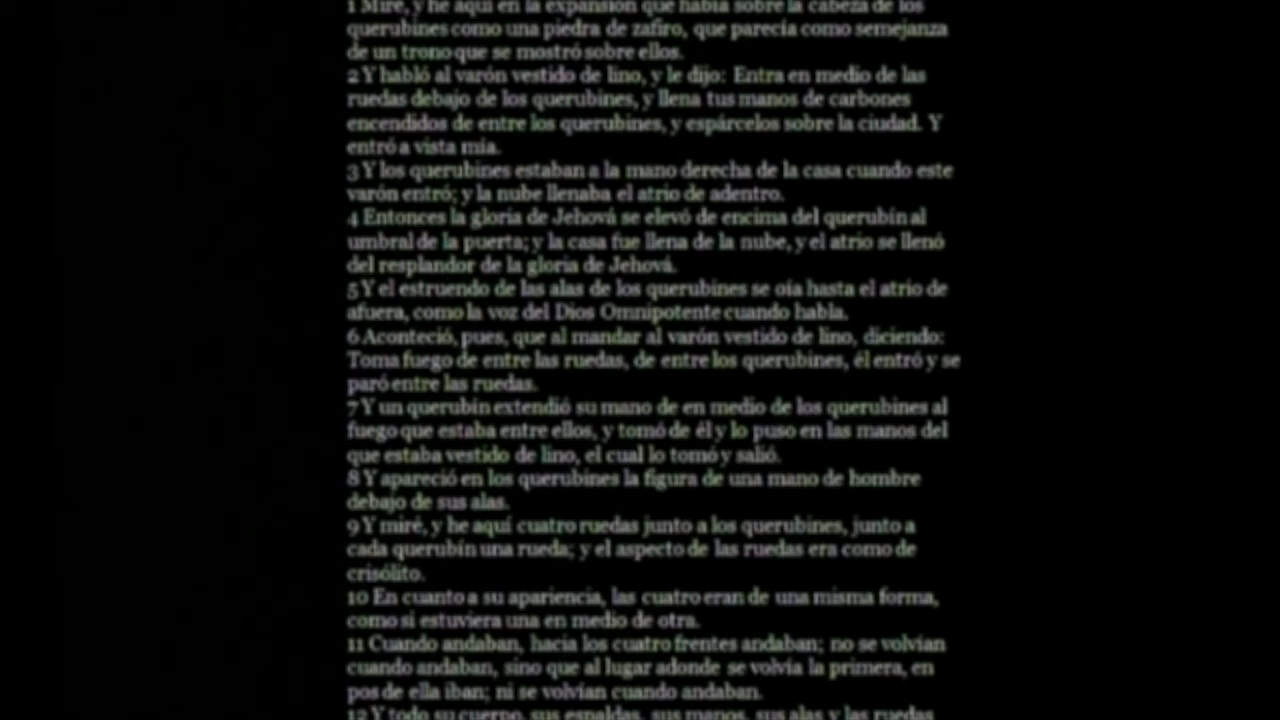 1 Miré, y he aquí en la expansión que había sobre la cabeza de los
querubines como una piedra de zafiro, que parecía como semejanza
de un trono que se mostró sobre ellos.
2 Y habló al varón vestido de lino, y le dijo: Entra en medio de las
ruedas debajo de los querubines, y llena tus manos de carbones
encendidos de entre los querubines, y espárcelos sobre la ciudad. Y
entró a vista mía.
3 Y los querubines estaban a la mano derecha de la casa cuando este
varón entró; y la nube llenaba el atrio de adentro.
4 Entonces la gloria de Jehová se elevó de encima del querubín al
umbral de la puerta; y la casa fue llena de la nube, y el atrio se llenó
del resplandor de la gloria de Jehová.
5 Y el estruendo de las alas de los querubines se oía hasta el atrio de
afuera, como la voz del Dios Omnipotente cuando habla.
6 Aconteció, pues, que al mandar al varón vestido de lino, diciendo:
Toma fuego de entre las ruedas, de entre los querubines, él entró y se
paró entre las ruedas.
7 Y un querubín extendió su mano de en medio de los querubines al
fuego que estaba entre ellos, y tomó de él y lo puso en las manos del
que estaba vestido de lino, el cual lo tomó y salió.
8 Y apareció en los querubines la figura de una mano de hombre
debajo de sus alas.
9 Y miré, y he aquí cuatro ruedas junto a los querubines, junto a
cada querubín una rueda; y el aspecto de las ruedas era como de
crisólito.
10 En cuanto a su apariencia, las cuatro eran de una misma forma,
como si estuviera una en medio de otra.
11 Cuando andaban, hacia los cuatro frentes andaban; no se volvían
cuando andaban, sino que al lugar adonde se volvía la primera, en
pos de ella iban; ni se volvían cuando andaban.
12 Y todo su cuerpo, sus espaldas, sus manos, sus alas y las ruedas